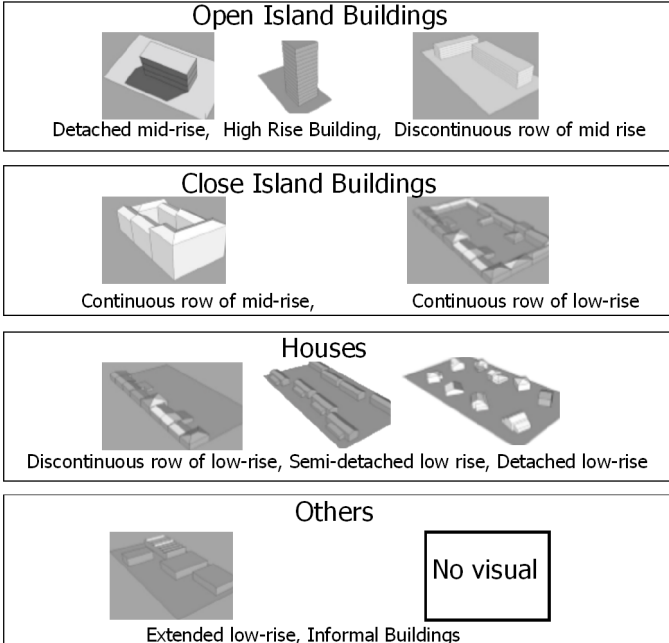 Open Island Buildings
Detached mid-rise, High Rise Building, Discontinuous row of mid rise
Close Island Buildings
Continuous row of mid-rise, Continuous row of low-rise
Houses
Discontinuous row of low-rise, Semi-detached low rise, Detached low-rise
Others
No visual
Extended low-rise, Informal Buildings